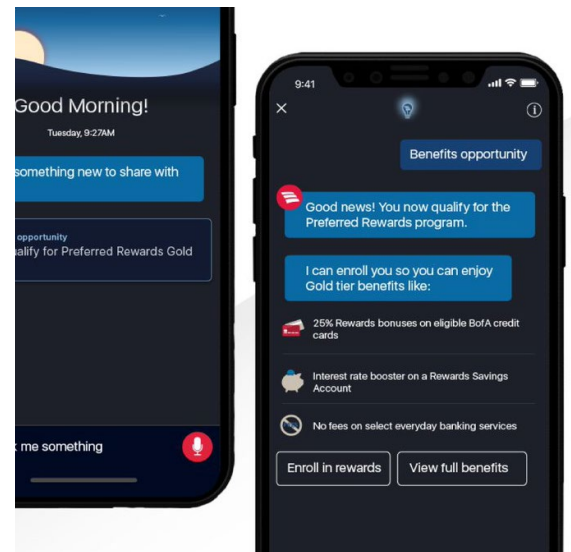 Good Morning!
Tuesday, 9:27AM
something new to share with
opportunity
alify for Preferred Rewards Gold
me something
9:41
Benefits opportunity
Good news! You now qualify for the
Preferred Rewards program.
I can enroll you so you can enjoy
Gold tier benefits like:
25% Rewards bonuses on eligible BofA credit
cards
Interest rate booster on a Rewards Savings
Account
No fees on select everyday banking services
Enroll in rewards
View full benefits